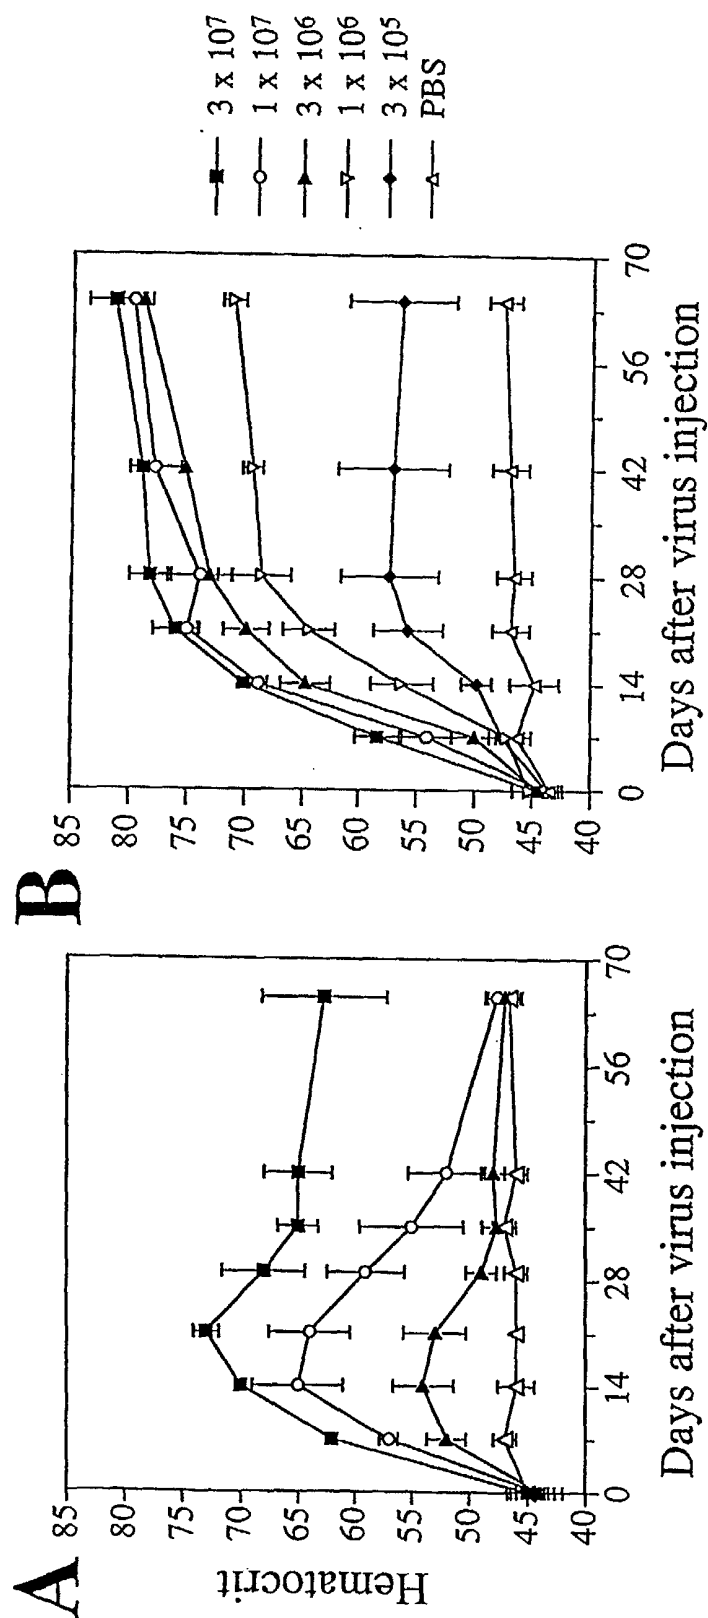 A
Hematocrit
85
80
75
70
65
60
55
50
45
40
0 14 28 42 56 70
Days after virus injection
B
85
80
75
70
65
60
55
50
45
40
0 14 28 42 56 70
Days after virus injection
3 x 10⁷
1 x 10⁷
3 x 10⁶
1 x 10⁶
3 x 10⁵
PBS